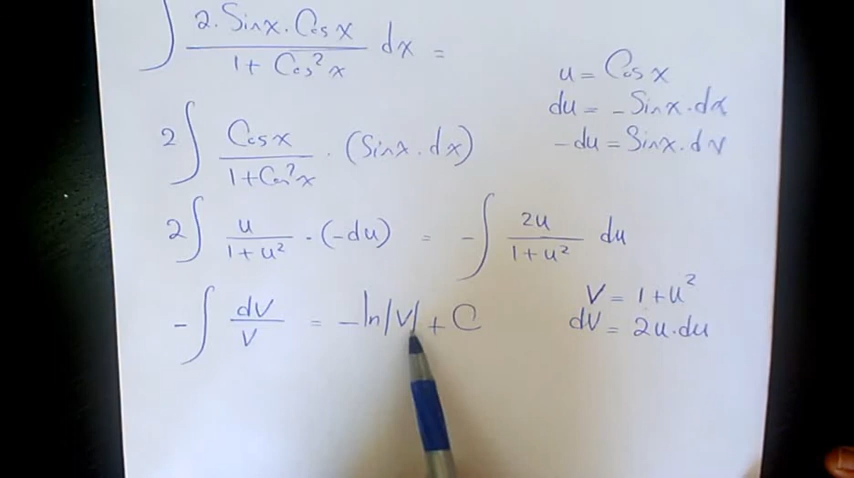 ∫ 2.Sinx.Cosx / 1+Cos²x dx =
u = Cosx
du = -Sinx.dx
2∫ Cosx / 1+Cos²x . (Sinx.dx)
-du = Sinx.dx
2∫ u / 1+u² . (-du) = -∫ 2u / 1+u² du
V = 1+u²
-∫ dV / V = -ln|V| + C
dV = 2u.du